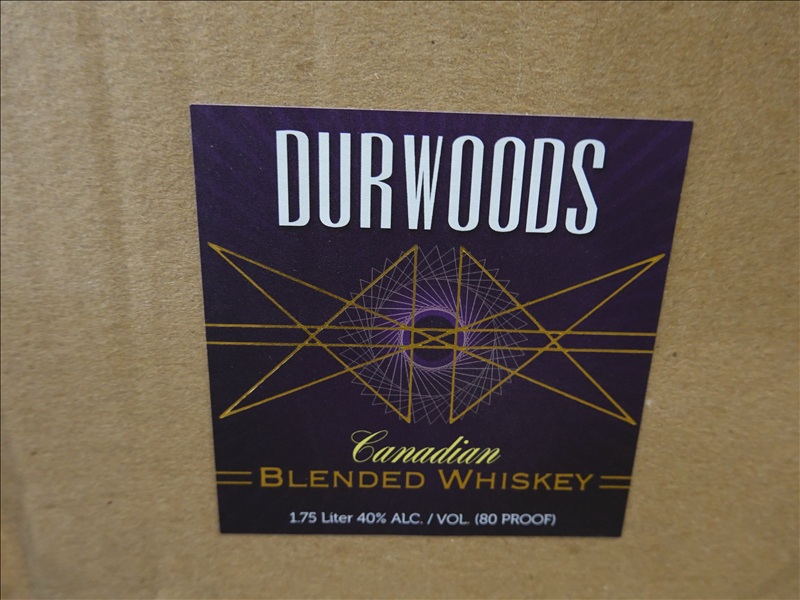 DURWOODS
Canadian
BLENDED WHISKEY
1.75 Liter 40% ALC. / VOL. (80 PROOF)